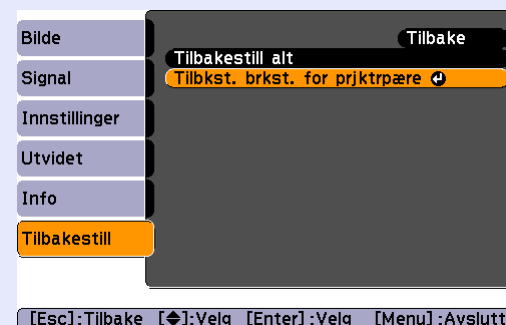 Bilde
Signal
Innstillinger
Utvidet
Info
Tilbakestill
Tilbake
Tilbakestill alt
Tilbkst. brkst. for prjktrpære
[Esc]:Tilbake [◆]:Velg [Enter]:Velg [Menu]:Avslutt